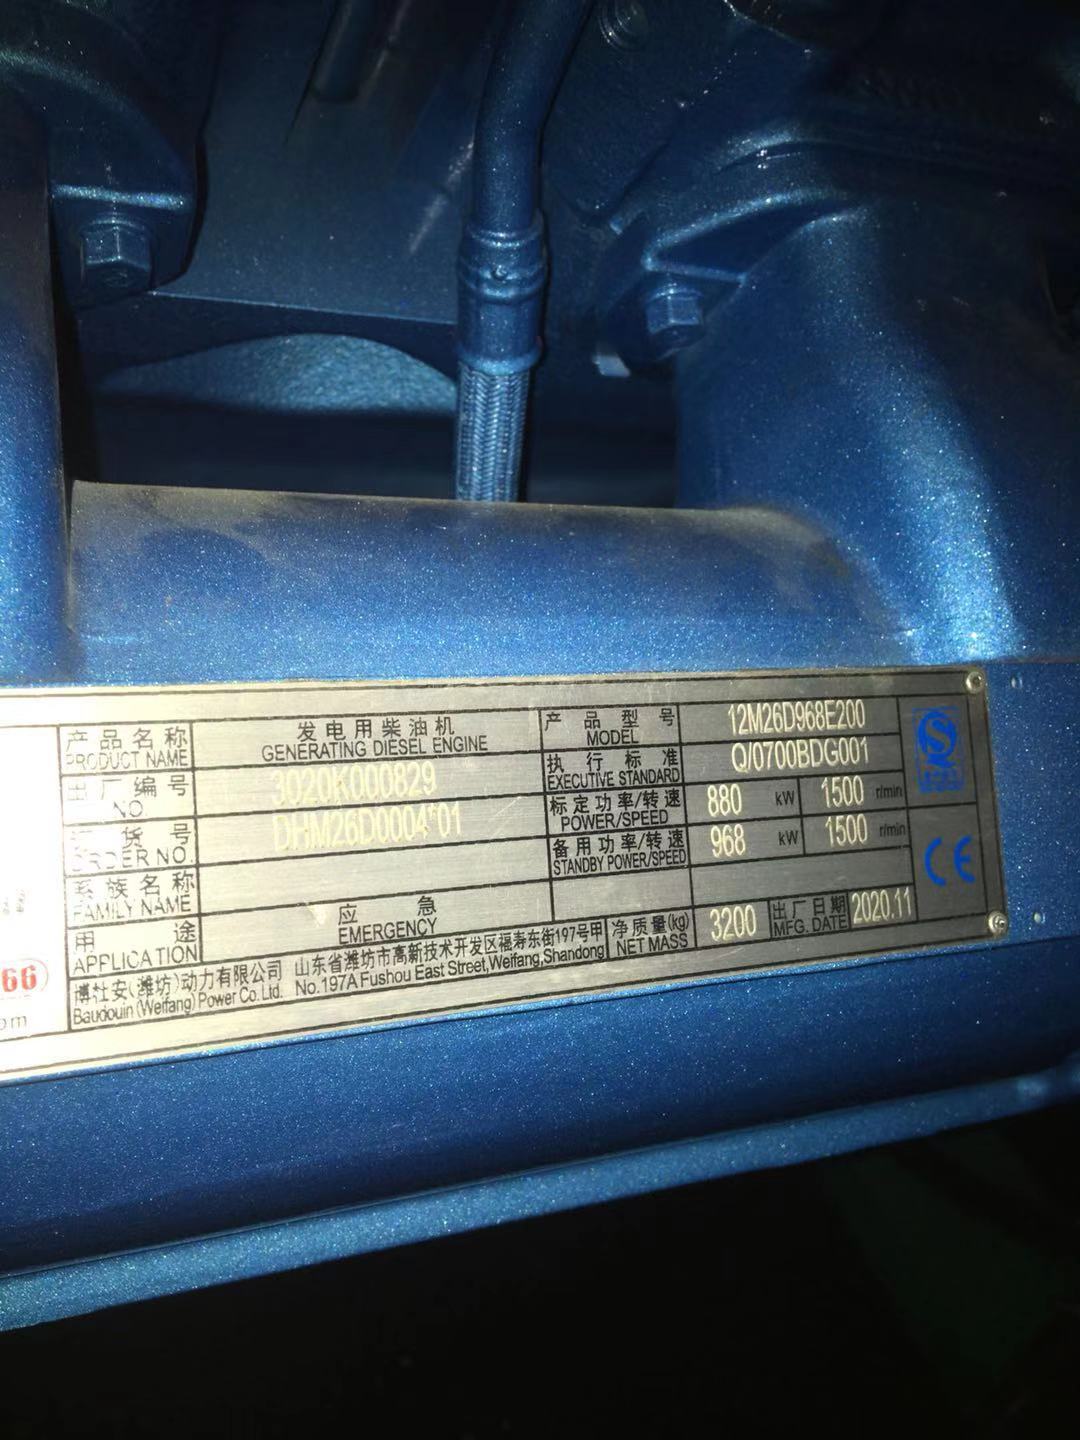 产品名称 发电用柴油机 产品型号 12M26D968E200
PRODUCT NAME GENERATING DIESEL ENGINE MODEL
出厂编号 3020K000829 执行标准 Q/0700BDG001
NO. EXECUTIVE STANDARD
订货号 DHM26D0004*01 标定功率/转速 880 kW 1500 r/min
ORDER NO. POWER/SPEED
系族名称 备用功率/转速 968 kW 1500 r/min
FAMILY NAME STANDBY POWER/SPEED
用途 应急
APPLICATION EMERGENCY
博杜安(潍坊)动力有限公司 山东省潍坊市高新技术开发区福寿东街197号甲 净质量(kg) 3200 出厂日期 2020.11
Baudouin (Weifang) Power Co. Ltd. No.197A Fushou East Street,Weifang,Shandong NET MASS MFG. DATE
CE
66
om